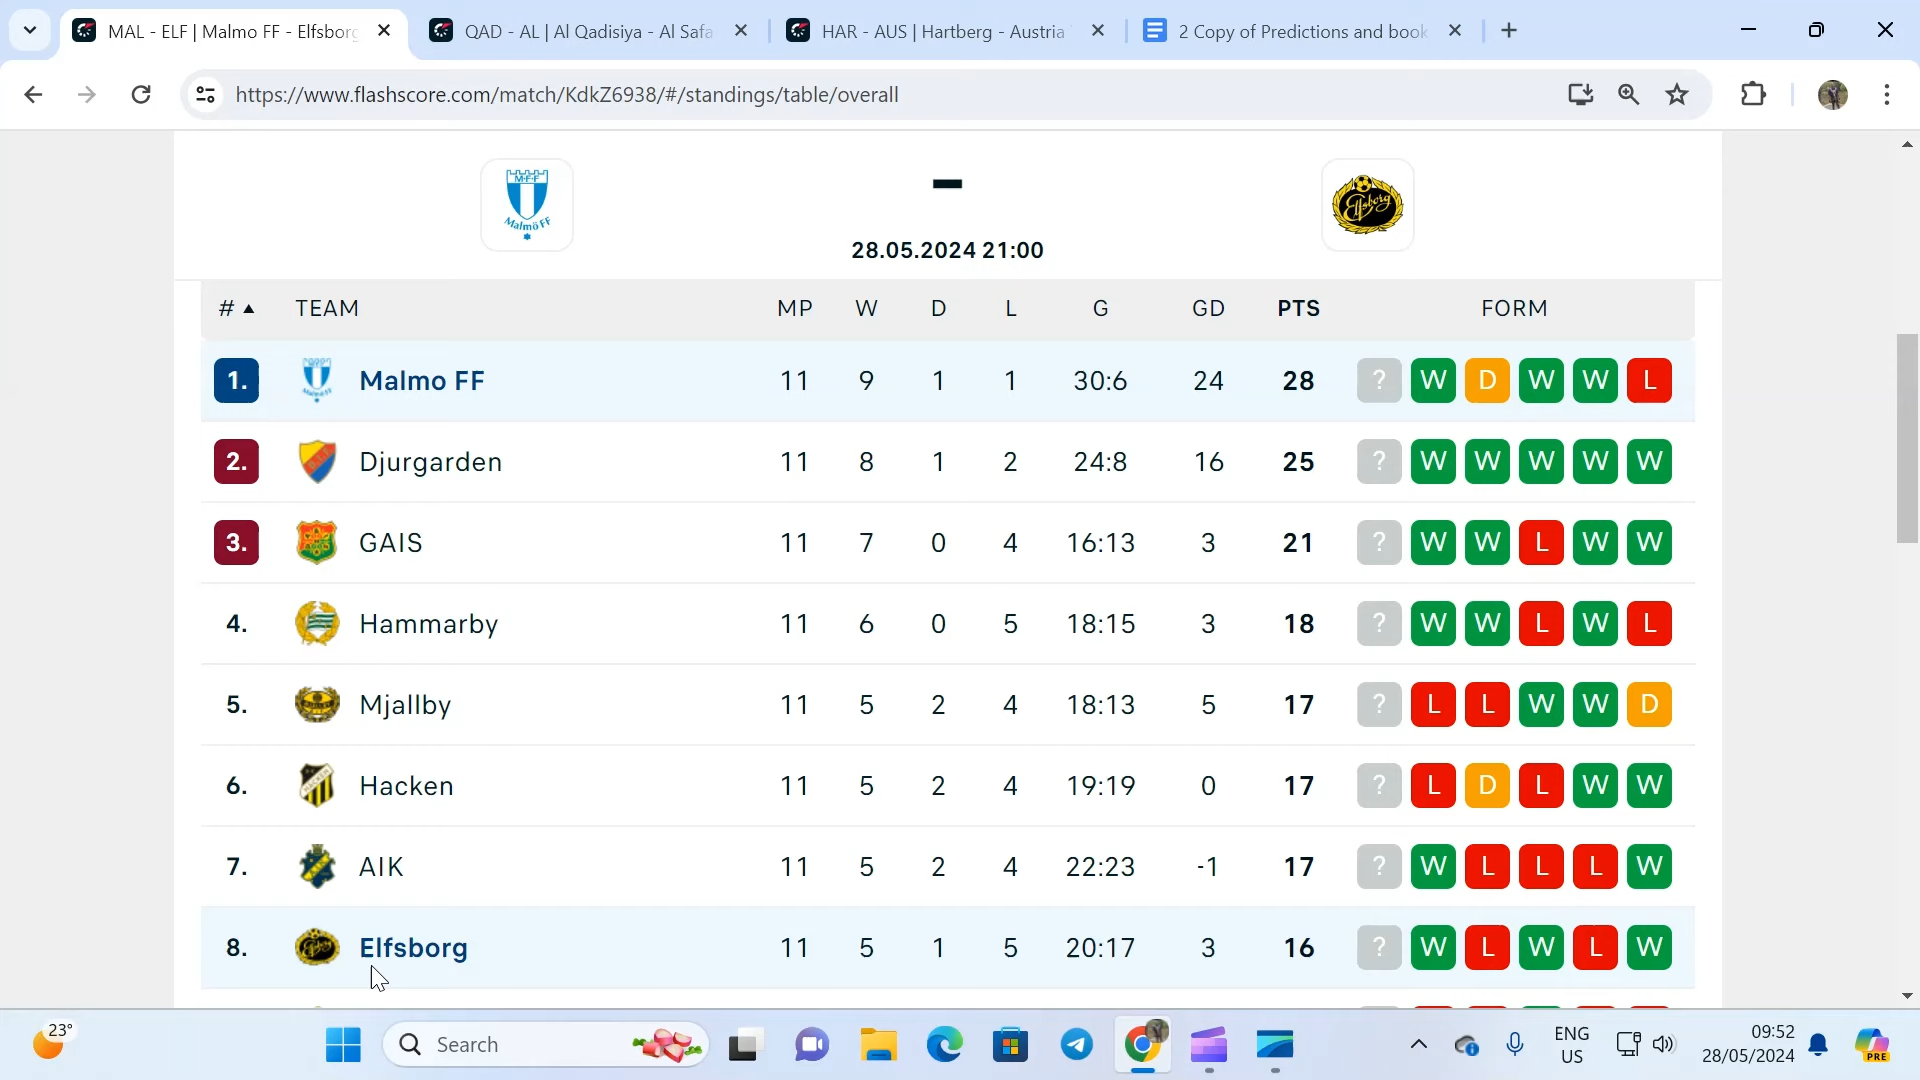 MAL - ELF | Malmo FF - Elfsborg
QAD - AL | Al Qadisiya - Al Safa
HAR - AUS | Hartberg - Austria
2 Copy of Predictions and book
https://www.flashscore.com/match/KdkZ6938/#/standings/table/overall
M·F·F
Malmö FF
-
Elfsborg
28.05.2024 21:00
# TEAM MP W D L G GD PTS FORM
1. Malmo FF 11 9 1 1 30:6 24 28 ? W D W W L
2. Djurgarden 11 8 1 2 24:8 16 25 ? W W W W W
3. GAIS 11 7 0 4 16:13 3 21 ? W W L W W
4. Hammarby 11 6 0 5 18:15 3 18 ? W W L W L
5. Mjallby 11 5 2 4 18:13 5 17 ? L L W W D
6. Hacken 11 5 2 4 19:19 0 17 ? L D L W W
7. AIK 11 5 2 4 22:23 -1 17 ? W L L L W
8. Elfsborg 11 5 1 5 20:17 3 16 ? W L W L W
23°
Search
ENG
US
09:52
28/05/2024
PRE